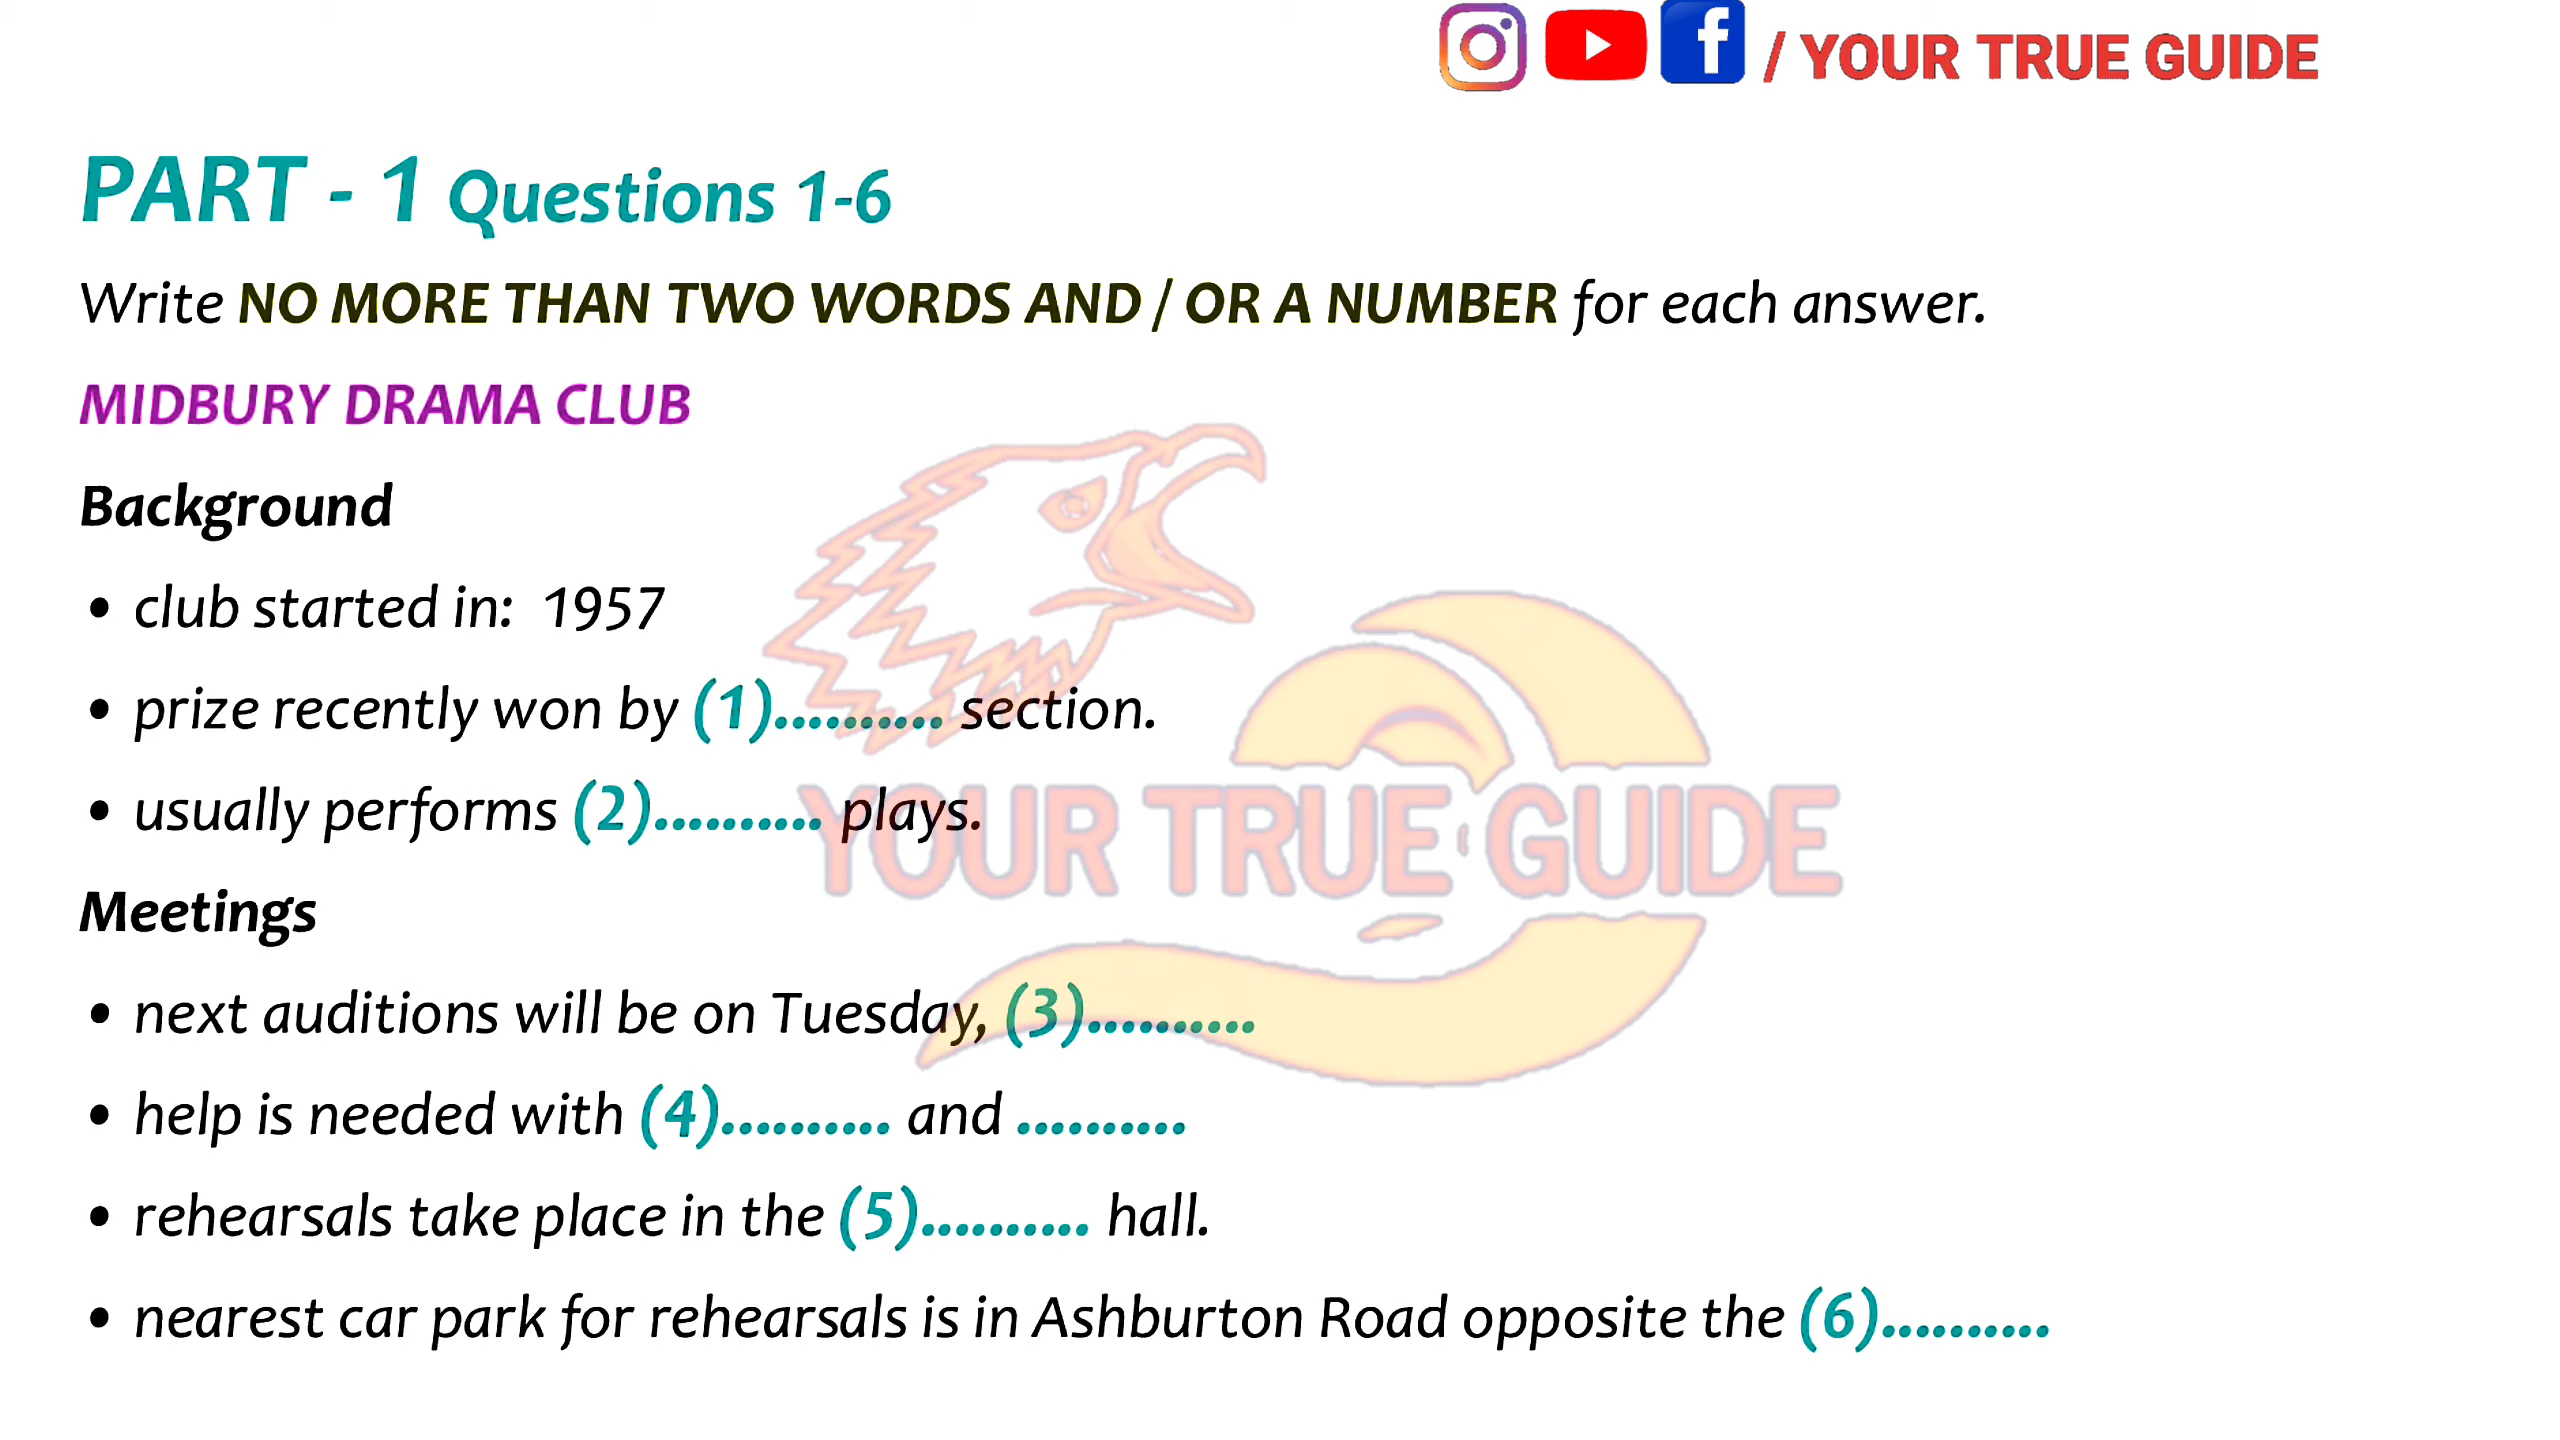 / YOUR TRUE GUIDE
PART - 1 Questions 1-6
Write NO MORE THAN TWO WORDS AND / OR A NUMBER for each answer.
MIDBURY DRAMA CLUB
Background
• club started in: 1957
• prize recently won by (1).......... section.
• usually performs (2).......... plays.
YOUR TRUE GUIDE
Meetings
• next auditions will be on Tuesday, (3)..........
• help is needed with (4).......... and ..........
• rehearsals take place in the (5).......... hall.
• nearest car park for rehearsals is in Ashburton Road opposite the (6)..........